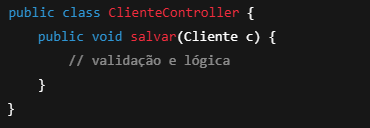 public class ClienteController {
    public void salvar(Cliente c) {
        // validação e lógica
    }
}